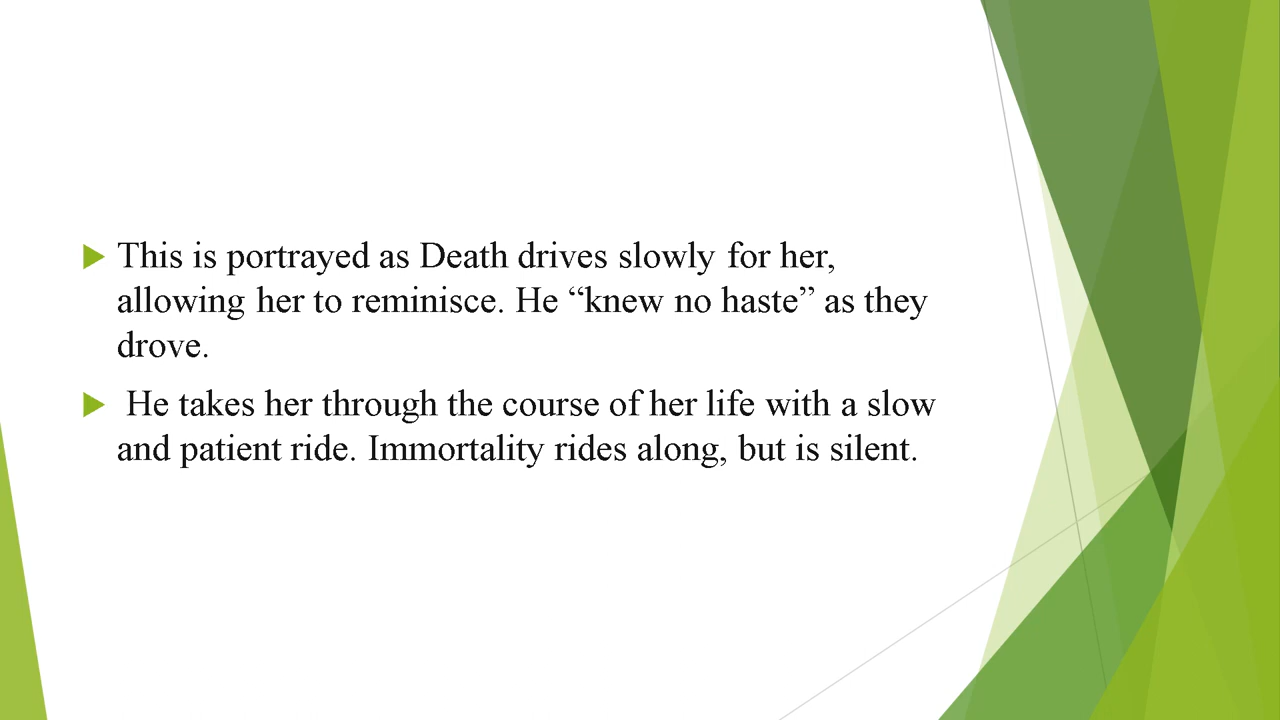 This is portrayed as Death drives slowly for her,
allowing her to reminisce. He “knew no haste” as they
drove.
He takes her through the course of her life with a slow
and patient ride. Immortality rides along, but is silent.